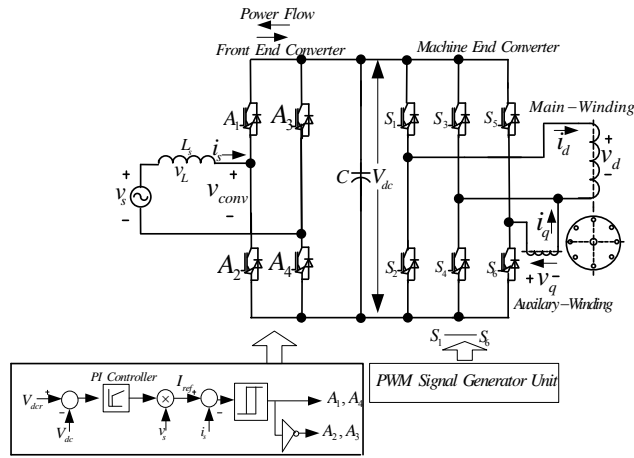 Power Flow
Front End Converter
Machine End Converter
A1
A3
S1
S3
S5
Main-Winding
id
vd
Ls
is
vL
vs
vconv
C
Vdc
iq
A2
A4
S2
S4
S6
vq
Auxilary-Winding
S1 S6
PI Controller
Iref
Vdcr
Vdc
vs
is
A1, A4
A2, A3
PWM Signal Generator Unit